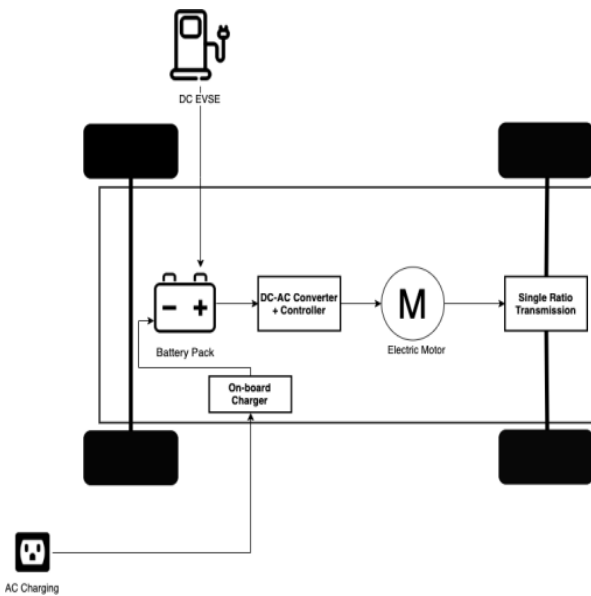 DC EVSE
DC-AC Converter
+ Controller
M
Single Ratio
Transmission
Battery Pack
Electric Motor
On-board
Charger
AC Charging